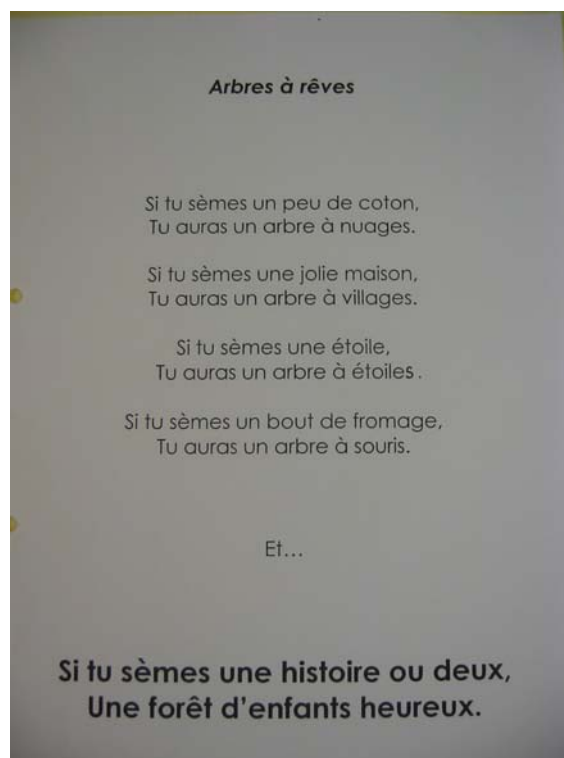 Arbres à rêves
Si tu sèmes un peu de coton,
Tu auras un arbre à nuages.
Si tu sèmes une jolie maison,
Tu auras un arbre à villages.
Si tu sèmes une étoile,
Tu auras un arbre à étoiles.
Si tu sèmes un bout de fromage,
Tu auras un arbre à souris.
Et...
Si tu sèmes une histoire ou deux,
Une forêt d'enfants heureux.